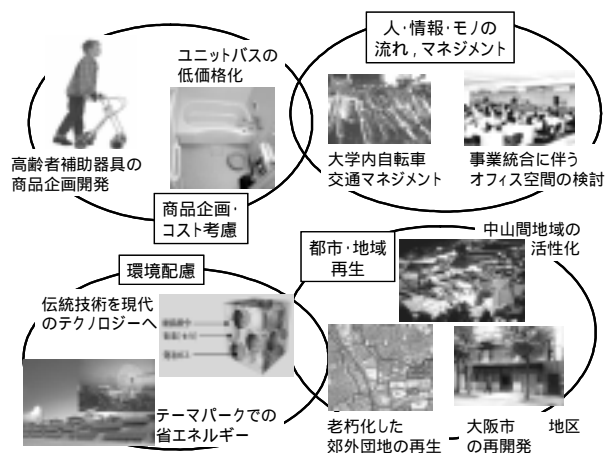 ユニットバスの
低価格化
高齢者補助器具の
商品企画開発
商品企画・
コスト考慮
人・情報・モノの
流れ，マネジメント
大学内自転車
交通マネジメント
事業統合に伴う
オフィス空間の検討
環境配慮
伝統技術を現代
のテクノロジーへ
テーマパークでの
省エネルギー
都市・地域
再生
中山間地域の
活性化
老朽化した
郊外団地の再生
大阪市　　地区
の再開発